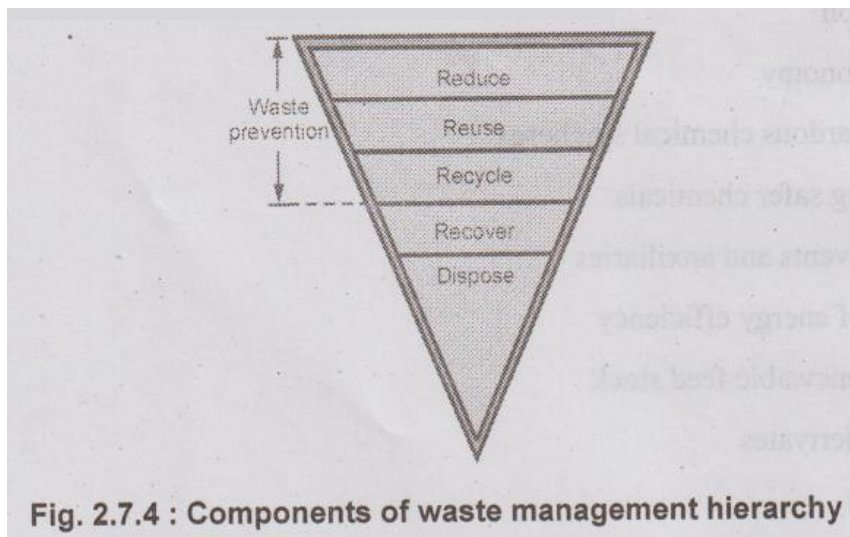 Reduce
Waste
prevention
Reuse
Recycle
Recover
Dispose
Fig. 2.7.4 : Components of waste management hierarchy